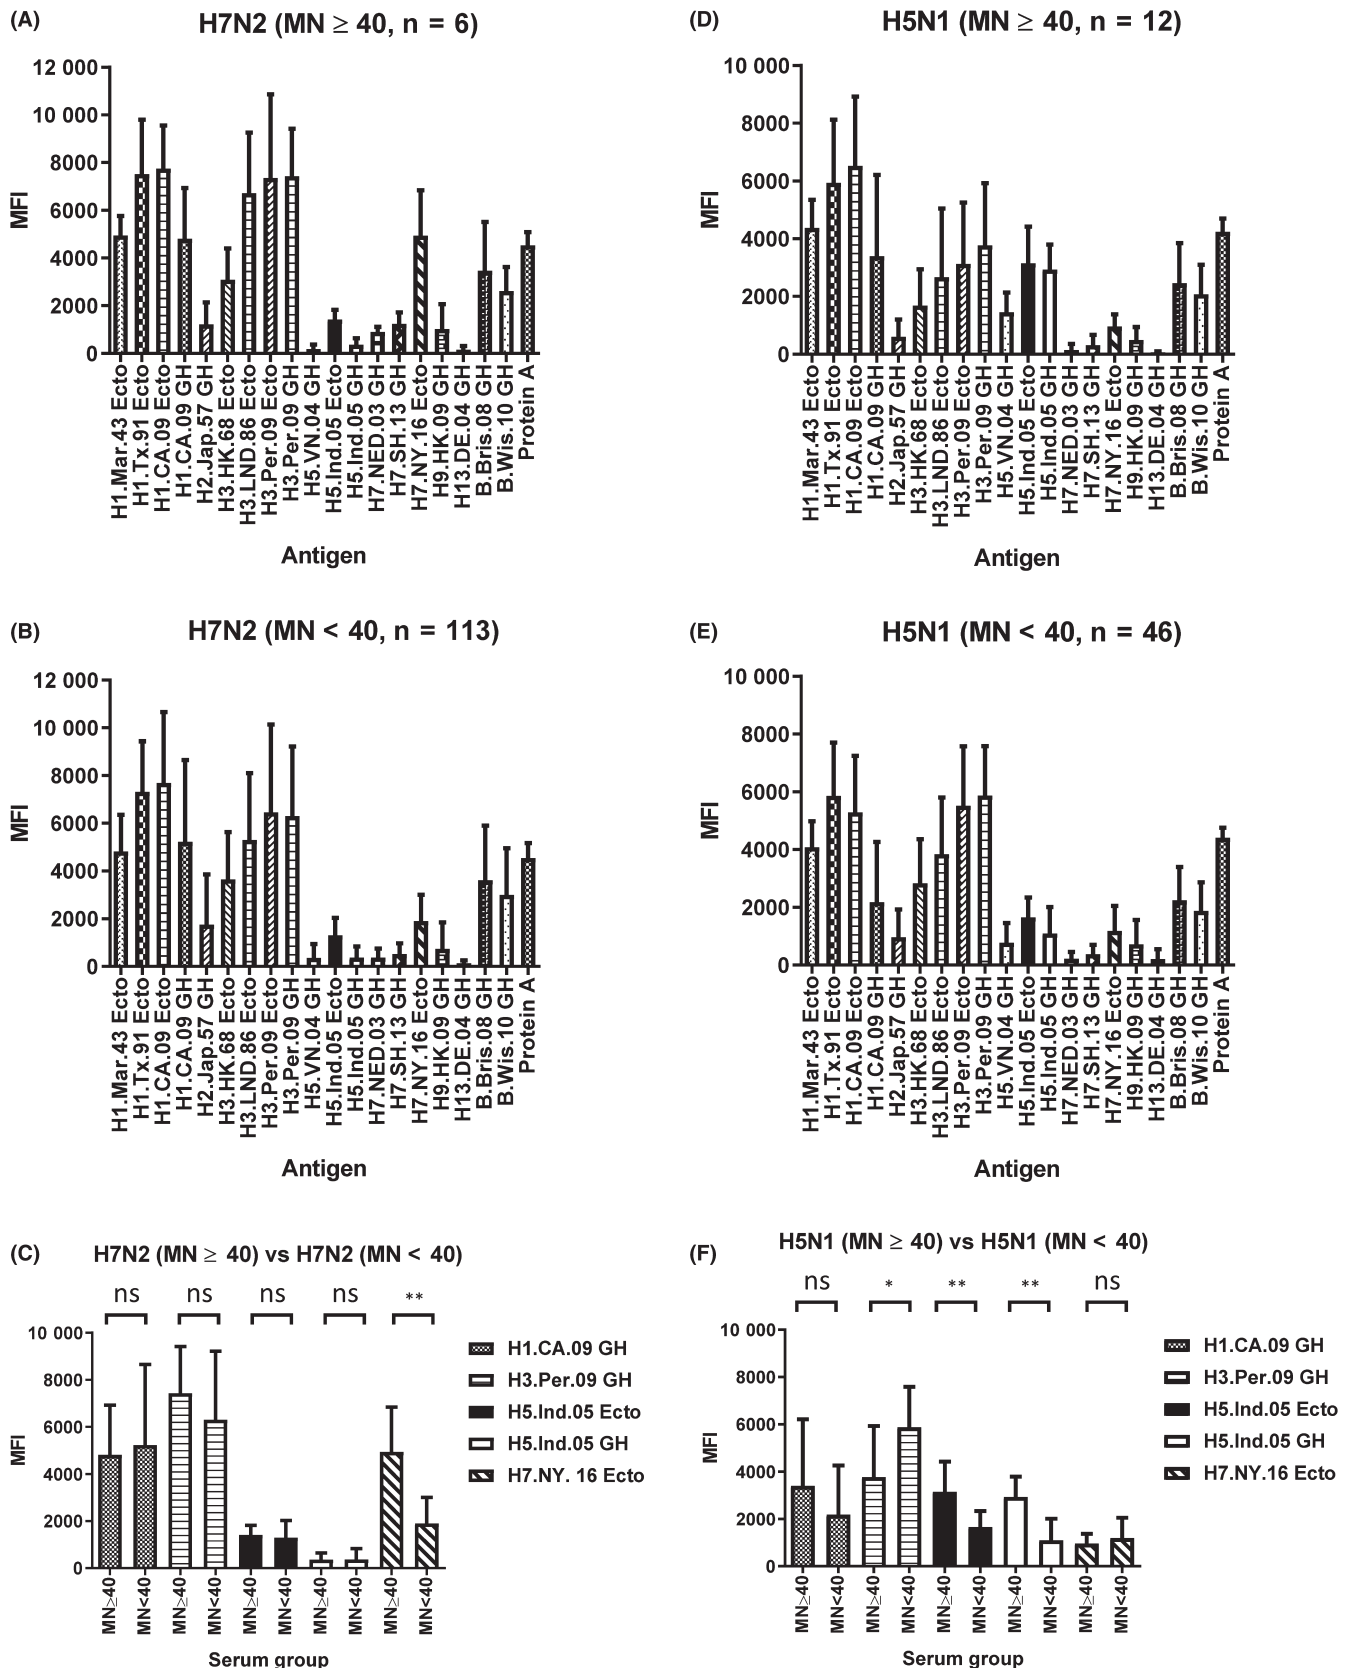 (A)
H7N2 (MN ≥ 40, n = 6)
12 000
10 000
8000
6000
4000
2000
0
MFI
H1.Mar.43 Ecto
H1.Tx.91 Ecto
H1.CA.09 Ecto
H1.CA.09 GH
H2.Jap.57 GH
H3.HK.68 Ecto
H3.LND.86 Ecto
H3.Per.09 Ecto
H3.Per.09 GH
H5.VN.04 GH
H5.Ind.05 Ecto
H5.Ind.05 GH
H7.NED.03 GH
H7.SH.13 GH
H7.NY.16 Ecto
H9.HK.09 GH
H13.DE.04 GH
B.Bris.08 GH
B.Wis.10 GH
Protein A
Antigen
(D)
H5N1 (MN ≥ 40, n = 12)
10 000
8000
6000
4000
2000
0
MFI
H1.Mar.43 Ecto
H1.Tx.91 Ecto
H1.CA.09 Ecto
H1.CA.09 GH
H2.Jap.57 GH
H3.HK.68 Ecto
H3.LND.86 Ecto
H3.Per.09 Ecto
H3.Per.09 GH
H5.VN.04 GH
H5.Ind.05 Ecto
H5.Ind.05 GH
H7.NED.03 GH
H7.SH.13 GH
H7.NY.16 Ecto
H9.HK.09 GH
H13.DE.04 GH
B.Bris.08 GH
B.Wis.10 GH
Protein A
Antigen
(B)
H7N2 (MN < 40, n = 113)
12 000
10 000
8000
6000
4000
2000
0
MFI
H1.Mar.43 Ecto
H1.Tx.91 Ecto
H1.CA.09 Ecto
H1.CA.09 GH
H2.Jap.57 GH
H3.HK.68 Ecto
H3.LND.86 Ecto
H3.Per.09 Ecto
H3.Per.09 GH
H5.VN.04 GH
H5.Ind.05 Ecto
H5.Ind.05 GH
H7.NED.03 GH
H7.SH.13 GH
H7.NY.16 Ecto
H9.HK.09 GH
H13.DE.04 GH
B.Bris.08 GH
B.Wis.10 GH
Protein A
Antigen
(E)
H5N1 (MN < 40, n = 46)
10 000
8000
6000
4000
2000
0
MFI
H1.Mar.43 Ecto
H1.Tx.91 Ecto
H1.CA.09 Ecto
H1.CA.09 GH
H2.Jap.57 GH
H3.HK.68 Ecto
H3.LND.86 Ecto
H3.Per.09 Ecto
H3.Per.09 GH
H5.VN.04 GH
H5.Ind.05 Ecto
H5.Ind.05 GH
H7.NED.03 GH
H7.SH.13 GH
H7.NY.16 Ecto
H9.HK.09 GH
H13.DE.04 GH
B.Bris.08 GH
B.Wis.10 GH
Protein A
Antigen
(C)
H7N2 (MN ≥ 40) vs H7N2 (MN < 40)
ns ns ns ns **
10 000
8000
6000
4000
2000
0
MFI
MN≥40
MN<40
MN≥40
MN<40
MN≥40
MN<40
MN≥40
MN<40
MN≥40
MN<40
Serum group
H1.CA.09 GH
H3.Per.09 GH
H5.Ind.05 Ecto
H5.Ind.05 GH
H7.NY. 16 Ecto
(F)
H5N1 (MN ≥ 40) vs H5N1 (MN < 40)
ns * ** ** ns
10 000
8000
6000
4000
2000
0
MFI
MN≥40
MN<40
MN≥40
MN<40
MN≥40
MN<40
MN≥40
MN<40
MN≥40
MN<40
Serum group
H1.CA.09 GH
H3.Per.09 GH
H5.Ind.05 Ecto
H5.Ind.05 GH
H7.NY.16 Ecto